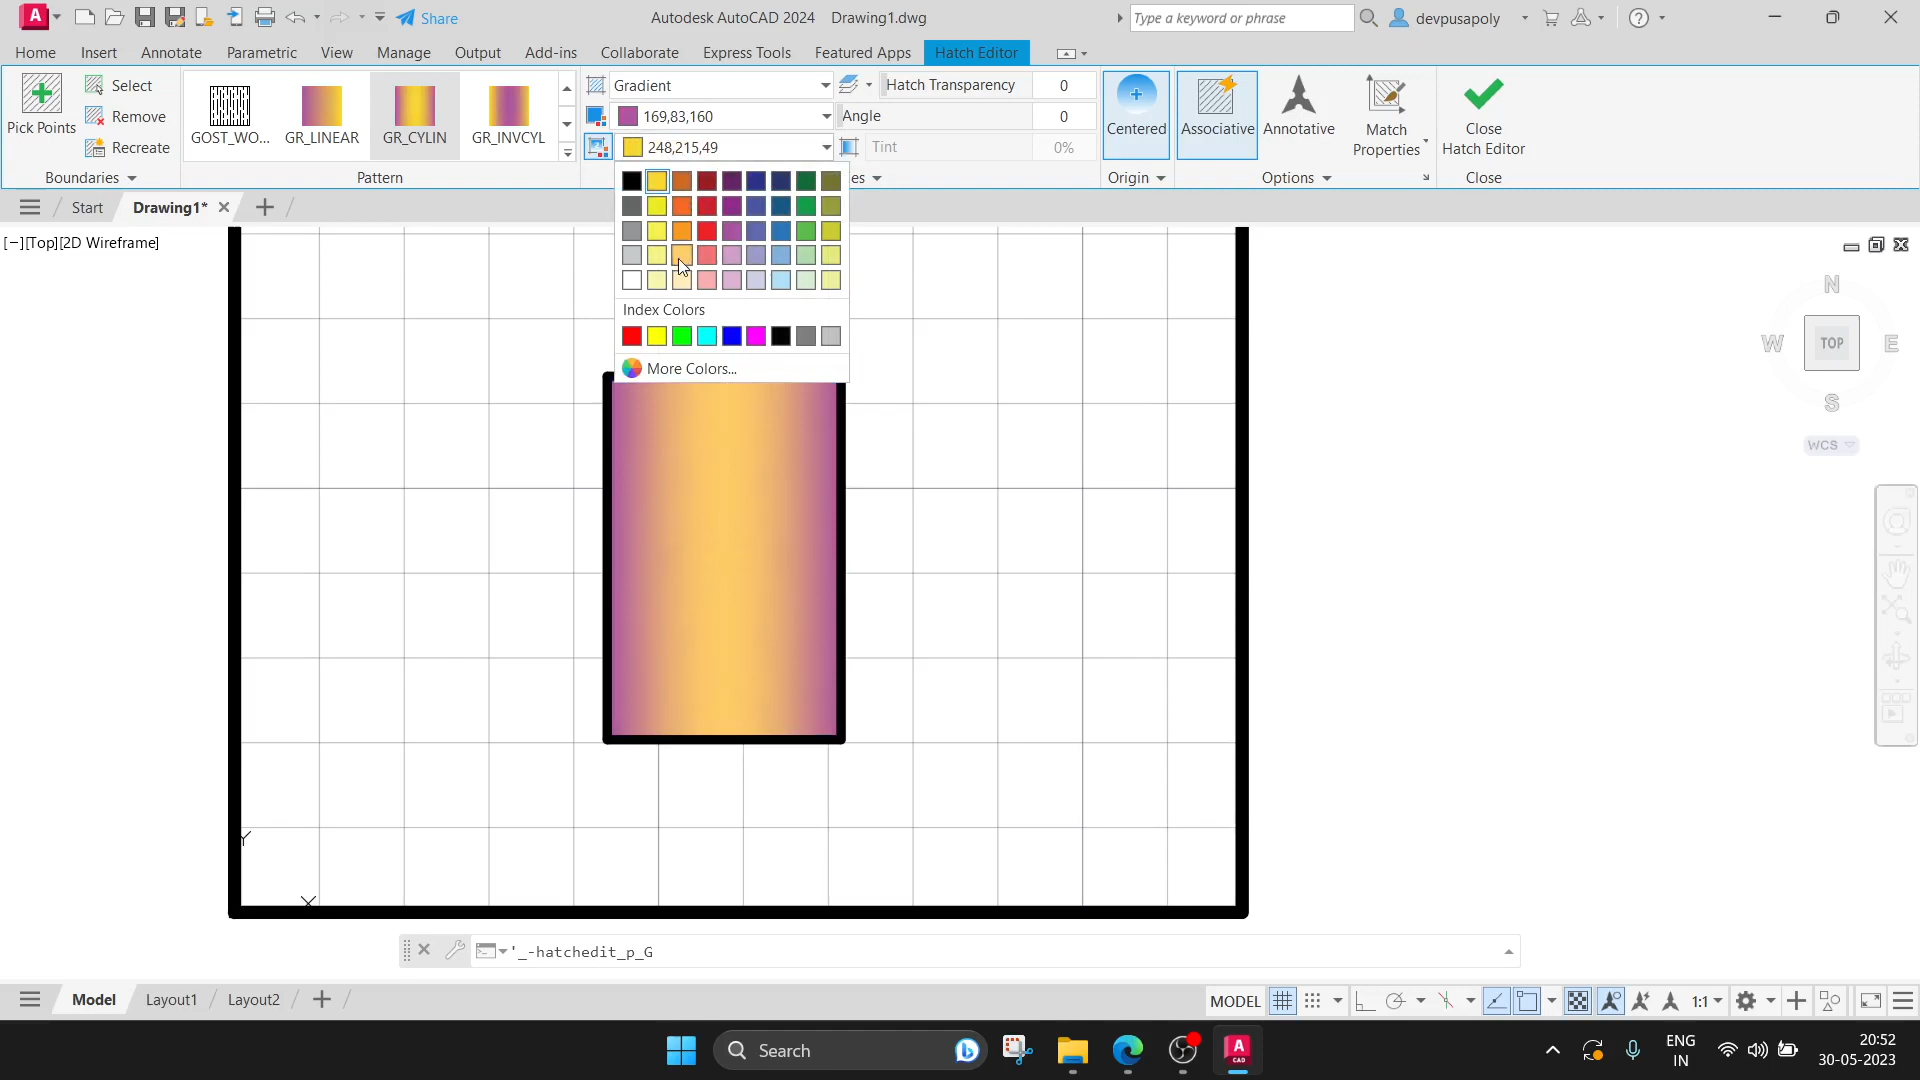 A Share Autodesk AutoCAD 2024 Drawing1.dwg Type a keyword or phrase devpusapoly
Home Insert Annotate Parametric View Manage Output Add-ins Collaborate Express Tools Featured Apps Hatch Editor
Pick Points
Select
Remove
Recreate
Boundaries
GOST_WO... GR_LINEAR GR_CYLIN GR_INVCYL
Pattern
Gradient Hatch Transparency 0
169,83,160 Angle 0
248,215,49 Tint 0%
es
Centered
Origin
Associative
Annotative
Match
Properties
Options
Close
Hatch Editor
Close
Start Drawing1*
[−][Top][2D Wireframe]
Index Colors
More Colors...
N
W TOP E
S
WCS
Y
X
'_-hatchedit_p_G
Model Layout1 Layout2 MODEL 1:1
Search
A
CAD
ENG
IN
20:52
30-05-2023